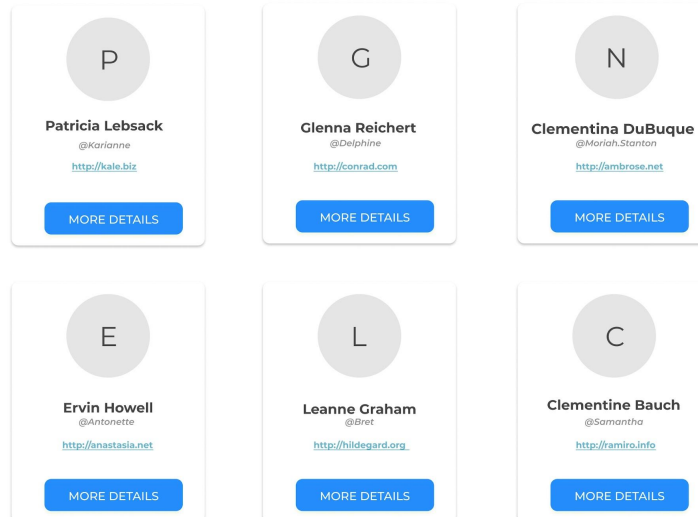 P
Patricia Lebsack
@Karianne
http://kale.biz
MORE DETAILS
G
Glenna Reichert
@Delphine
http://conrad.com
MORE DETAILS
N
Clementina DuBuque
@Moriah.Stanton
http://ambrose.net
MORE DETAILS
E
Ervin Howell
@Antonette
http://anastasia.net
MORE DETAILS
L
Leanne Graham
@Bret
http://hildegard.org
MORE DETAILS
C
Clementine Bauch
@Samantha
http://ramiro.info
MORE DETAILS